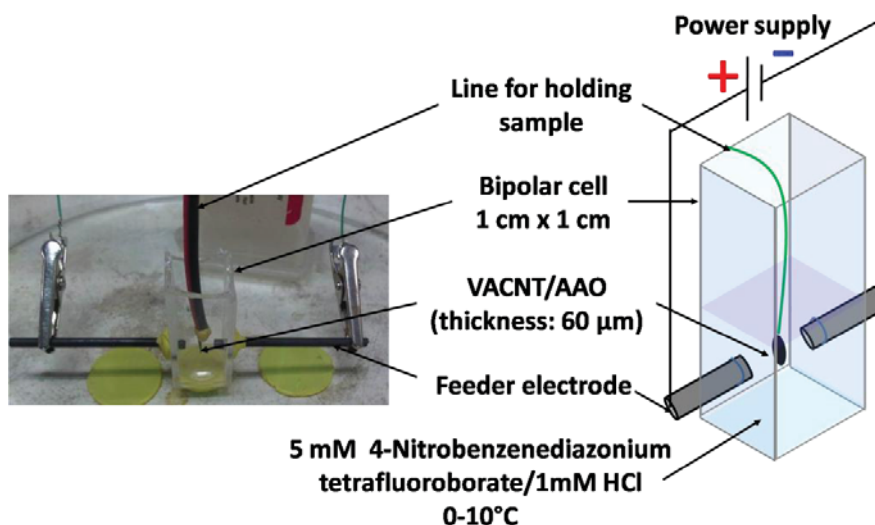 Power supply
+ −
Line for holding
sample
Bipolar cell
1 cm x 1 cm
VACNT/AAO
(thickness: 60 μm)
Feeder electrode
5 mM 4-Nitrobenzenediazonium
tetrafluoroborate/1mM HCl
0-10°C